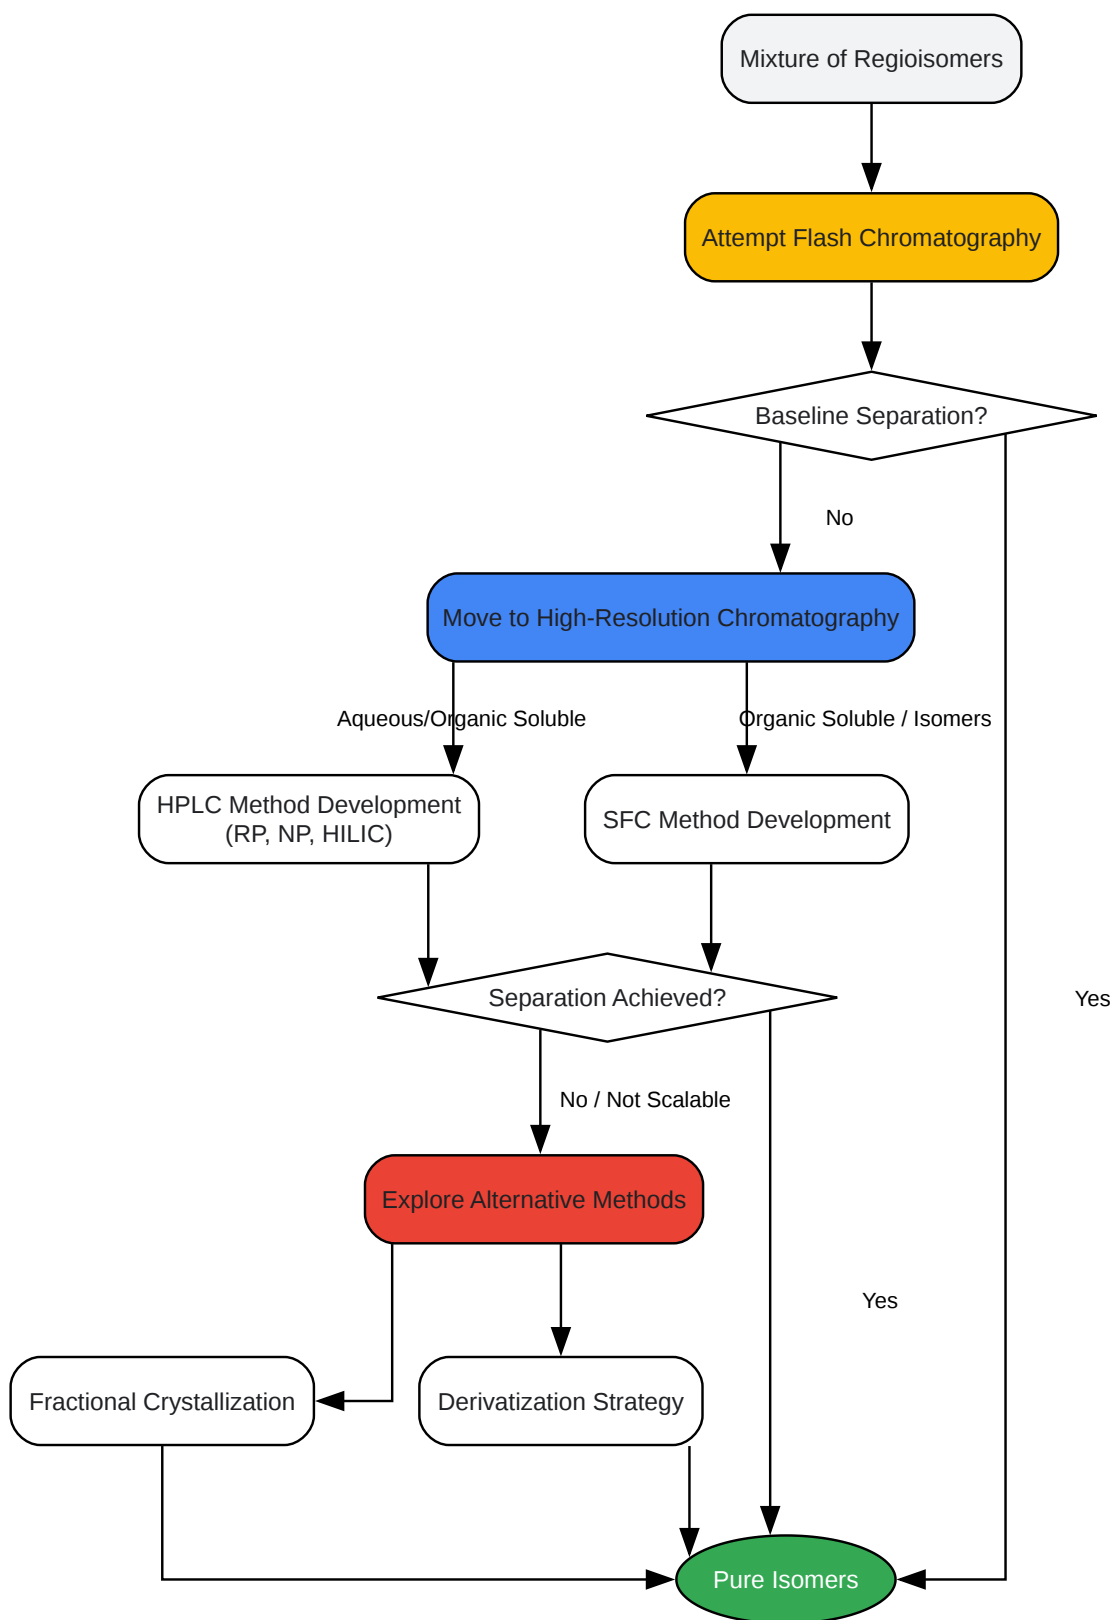 Mixture of Regioisomers
Attempt Flash Chromatography
Baseline Separation?
No
Move to High-Resolution Chromatography
Aqueous/Organic Soluble
Organic Soluble / Isomers
HPLC Method Development
(RP, NP, HILIC)
SFC Method Development
Separation Achieved?
Yes
No / Not Scalable
Explore Alternative Methods
Yes
Fractional Crystallization
Derivatization Strategy
Pure Isomers